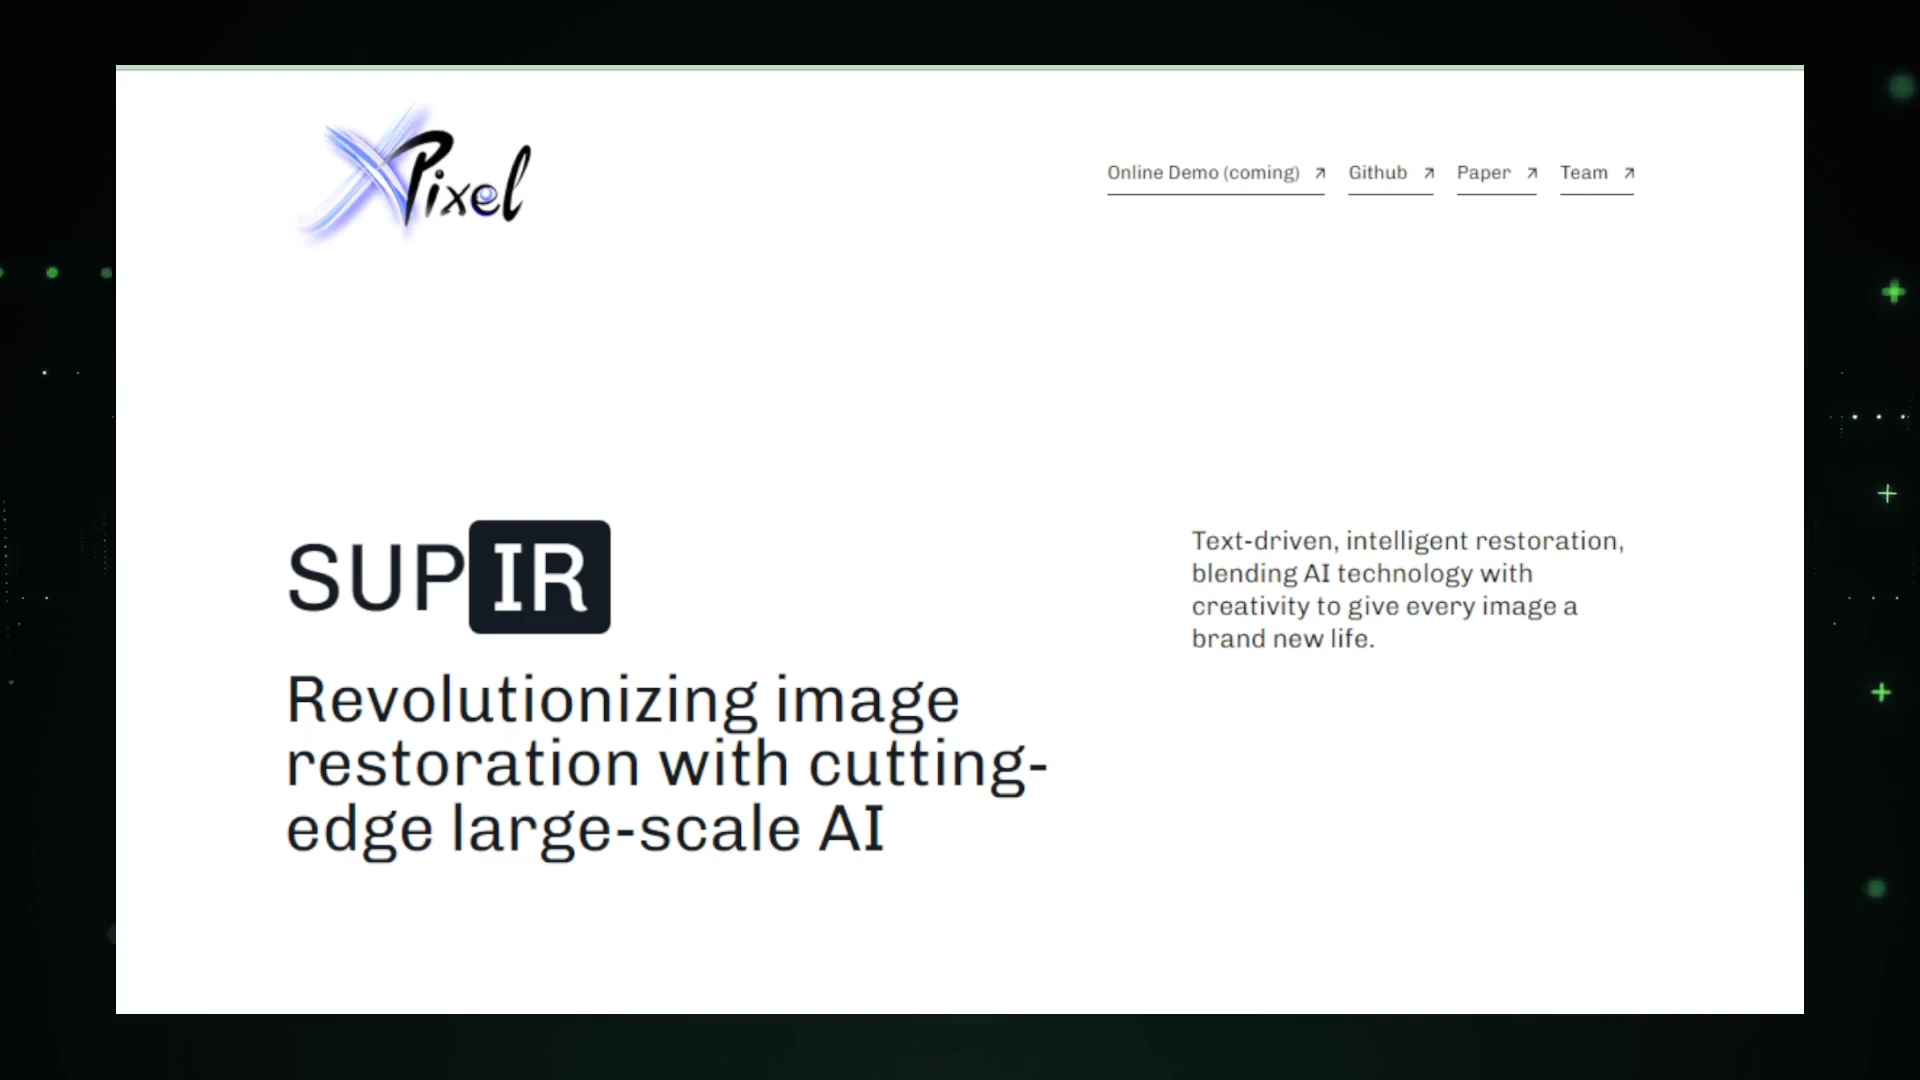 XPixel
Online Demo (coming) ↗ Github ↗ Paper ↗ Team ↗
SUPIR
Revolutionizing image
restoration with cutting-
edge large-scale AI
Text-driven, intelligent restoration,
blending AI technology with
creativity to give every image a
brand new life.